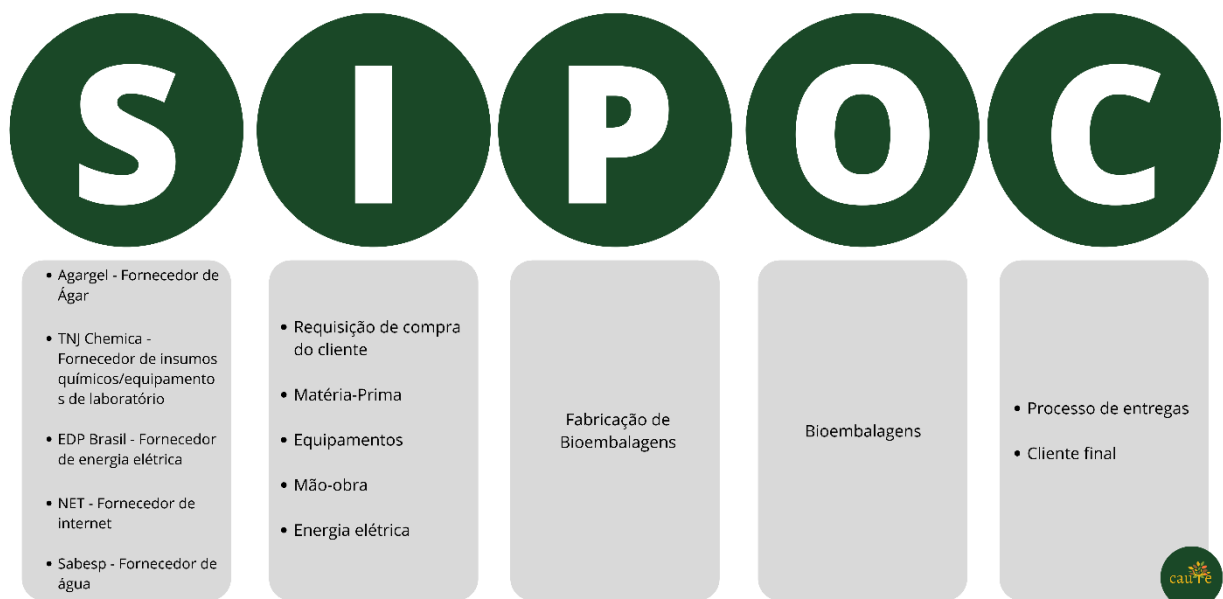 S I P O C
• Agargel - Fornecedor de
Ágar
• TNJ Chemica -
Fornecedor de insumos
químicos/equipamento
s de laboratório
• EDP Brasil - Fornecedor
de energia elétrica
• NET - Fornecedor de
internet
• Sabesp - Fornecedor de
água
• Requisição de compra
do cliente
• Matéria-Prima
• Equipamentos
• Mão-obra
• Energia elétrica
Fabricação de
Bioembalagens
Bioembalagens
• Processo de entregas
• Cliente final
cauTe